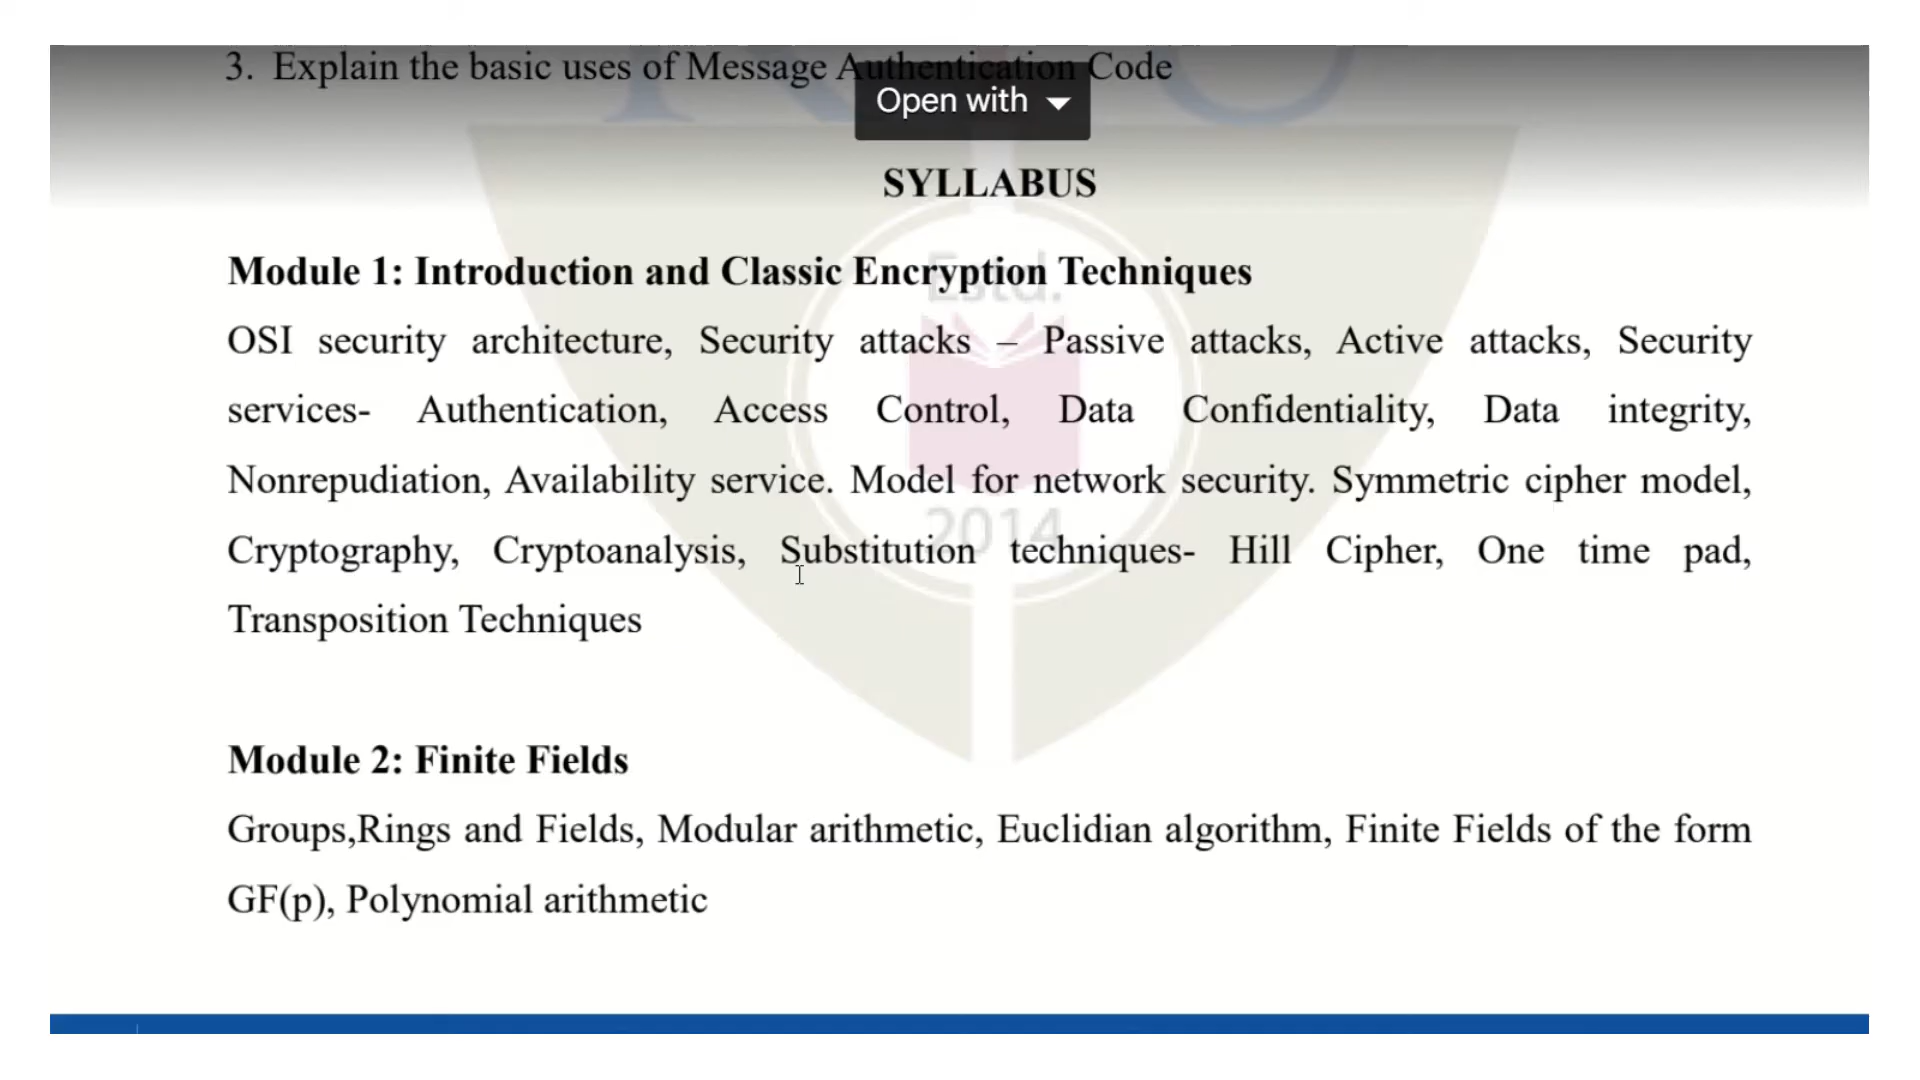 3. Explain the basic uses of Message Authentication Code
Open with
SYLLABUS
Module 1: Introduction and Classic Encryption Techniques
Estd.
OSI security architecture, Security attacks – Passive attacks, Active attacks, Security
services- Authentication, Access Control, Data Confidentiality, Data integrity,
Nonrepudiation, Availability service. Model for network security. Symmetric cipher model,
2014
Cryptography, Cryptoanalysis, Substitution techniques- Hill Cipher, One time pad,
Transposition Techniques
Module 2: Finite Fields
Groups,Rings and Fields, Modular arithmetic, Euclidian algorithm, Finite Fields of the form
GF(p), Polynomial arithmetic